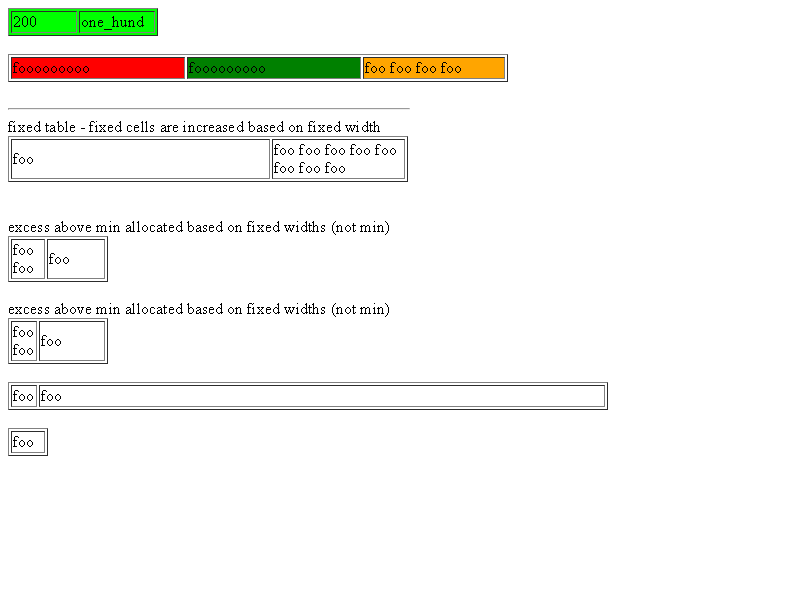 200 one_hund
fooooooooo fooooooooo foo foo foo foo
fixed table - fixed cells are increased based on fixed width
foo foo foo foo foo foo
foo foo foo
excess above min allocated based on fixed widths (not min)
foo
foo foo
excess above min allocated based on fixed widths (not min)
foo
foo foo
foo foo
foo